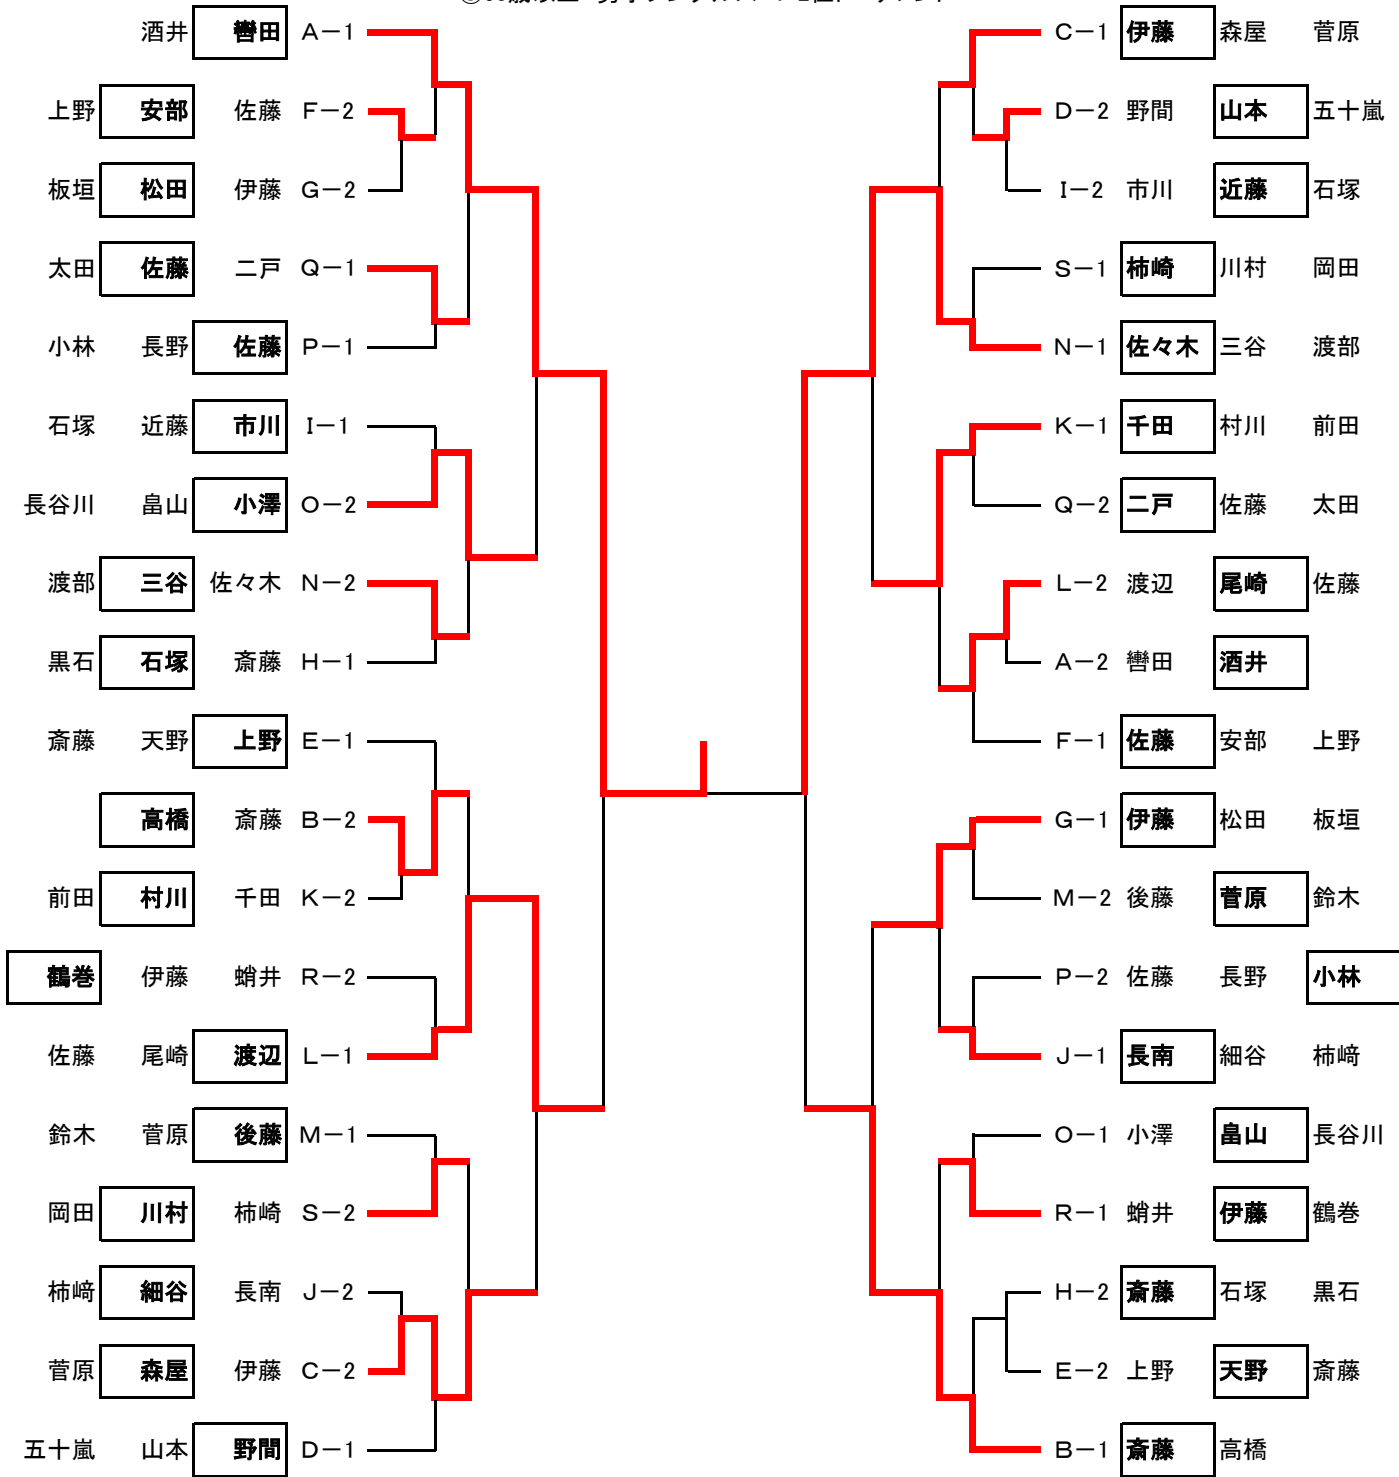 酒井 轡田 A－1
上野 安部 佐藤 F－2
板垣 松田 伊藤 G－2
太田 佐藤 二戸 Q－1
小林 長野 佐藤 P－1
石塚 近藤 市川 I－1
長谷川 畠山 小澤 O－2
渡部 三谷 佐々木 N－2
黒石 石塚 斎藤 H－1
斎藤 天野 上野 E－1
高橋 斎藤 B－2
前田 村川 千田 K－2
鶴巻 伊藤 蛸井 R－2
佐藤 尾崎 渡辺 L－1
鈴木 菅原 後藤 M－1
岡田 川村 柿崎 S－2
柿﨑 細谷 長南 J－2
菅原 森屋 伊藤 C－2
五十嵐 山本 野間 D－1
C－1 伊藤 森屋 菅原
D－2 野間 山本 五十嵐
I－2 市川 近藤 石塚
S－1 柿崎 川村 岡田
N－1 佐々木 三谷 渡部
K－1 千田 村川 前田
Q－2 二戸 佐藤 太田
L－2 渡辺 尾崎 佐藤
A－2 轡田 酒井
F－1 佐藤 安部 上野
G－1 伊藤 松田 板垣
M－2 後藤 菅原 鈴木
P－2 佐藤 長野 小林
J－1 長南 細谷 柿﨑
O－1 小澤 畠山 長谷川
R－1 蛸井 伊藤 鶴巻
H－2 斎藤 石塚 黒石
E－2 上野 天野 斎藤
B－1 斎藤 高橋